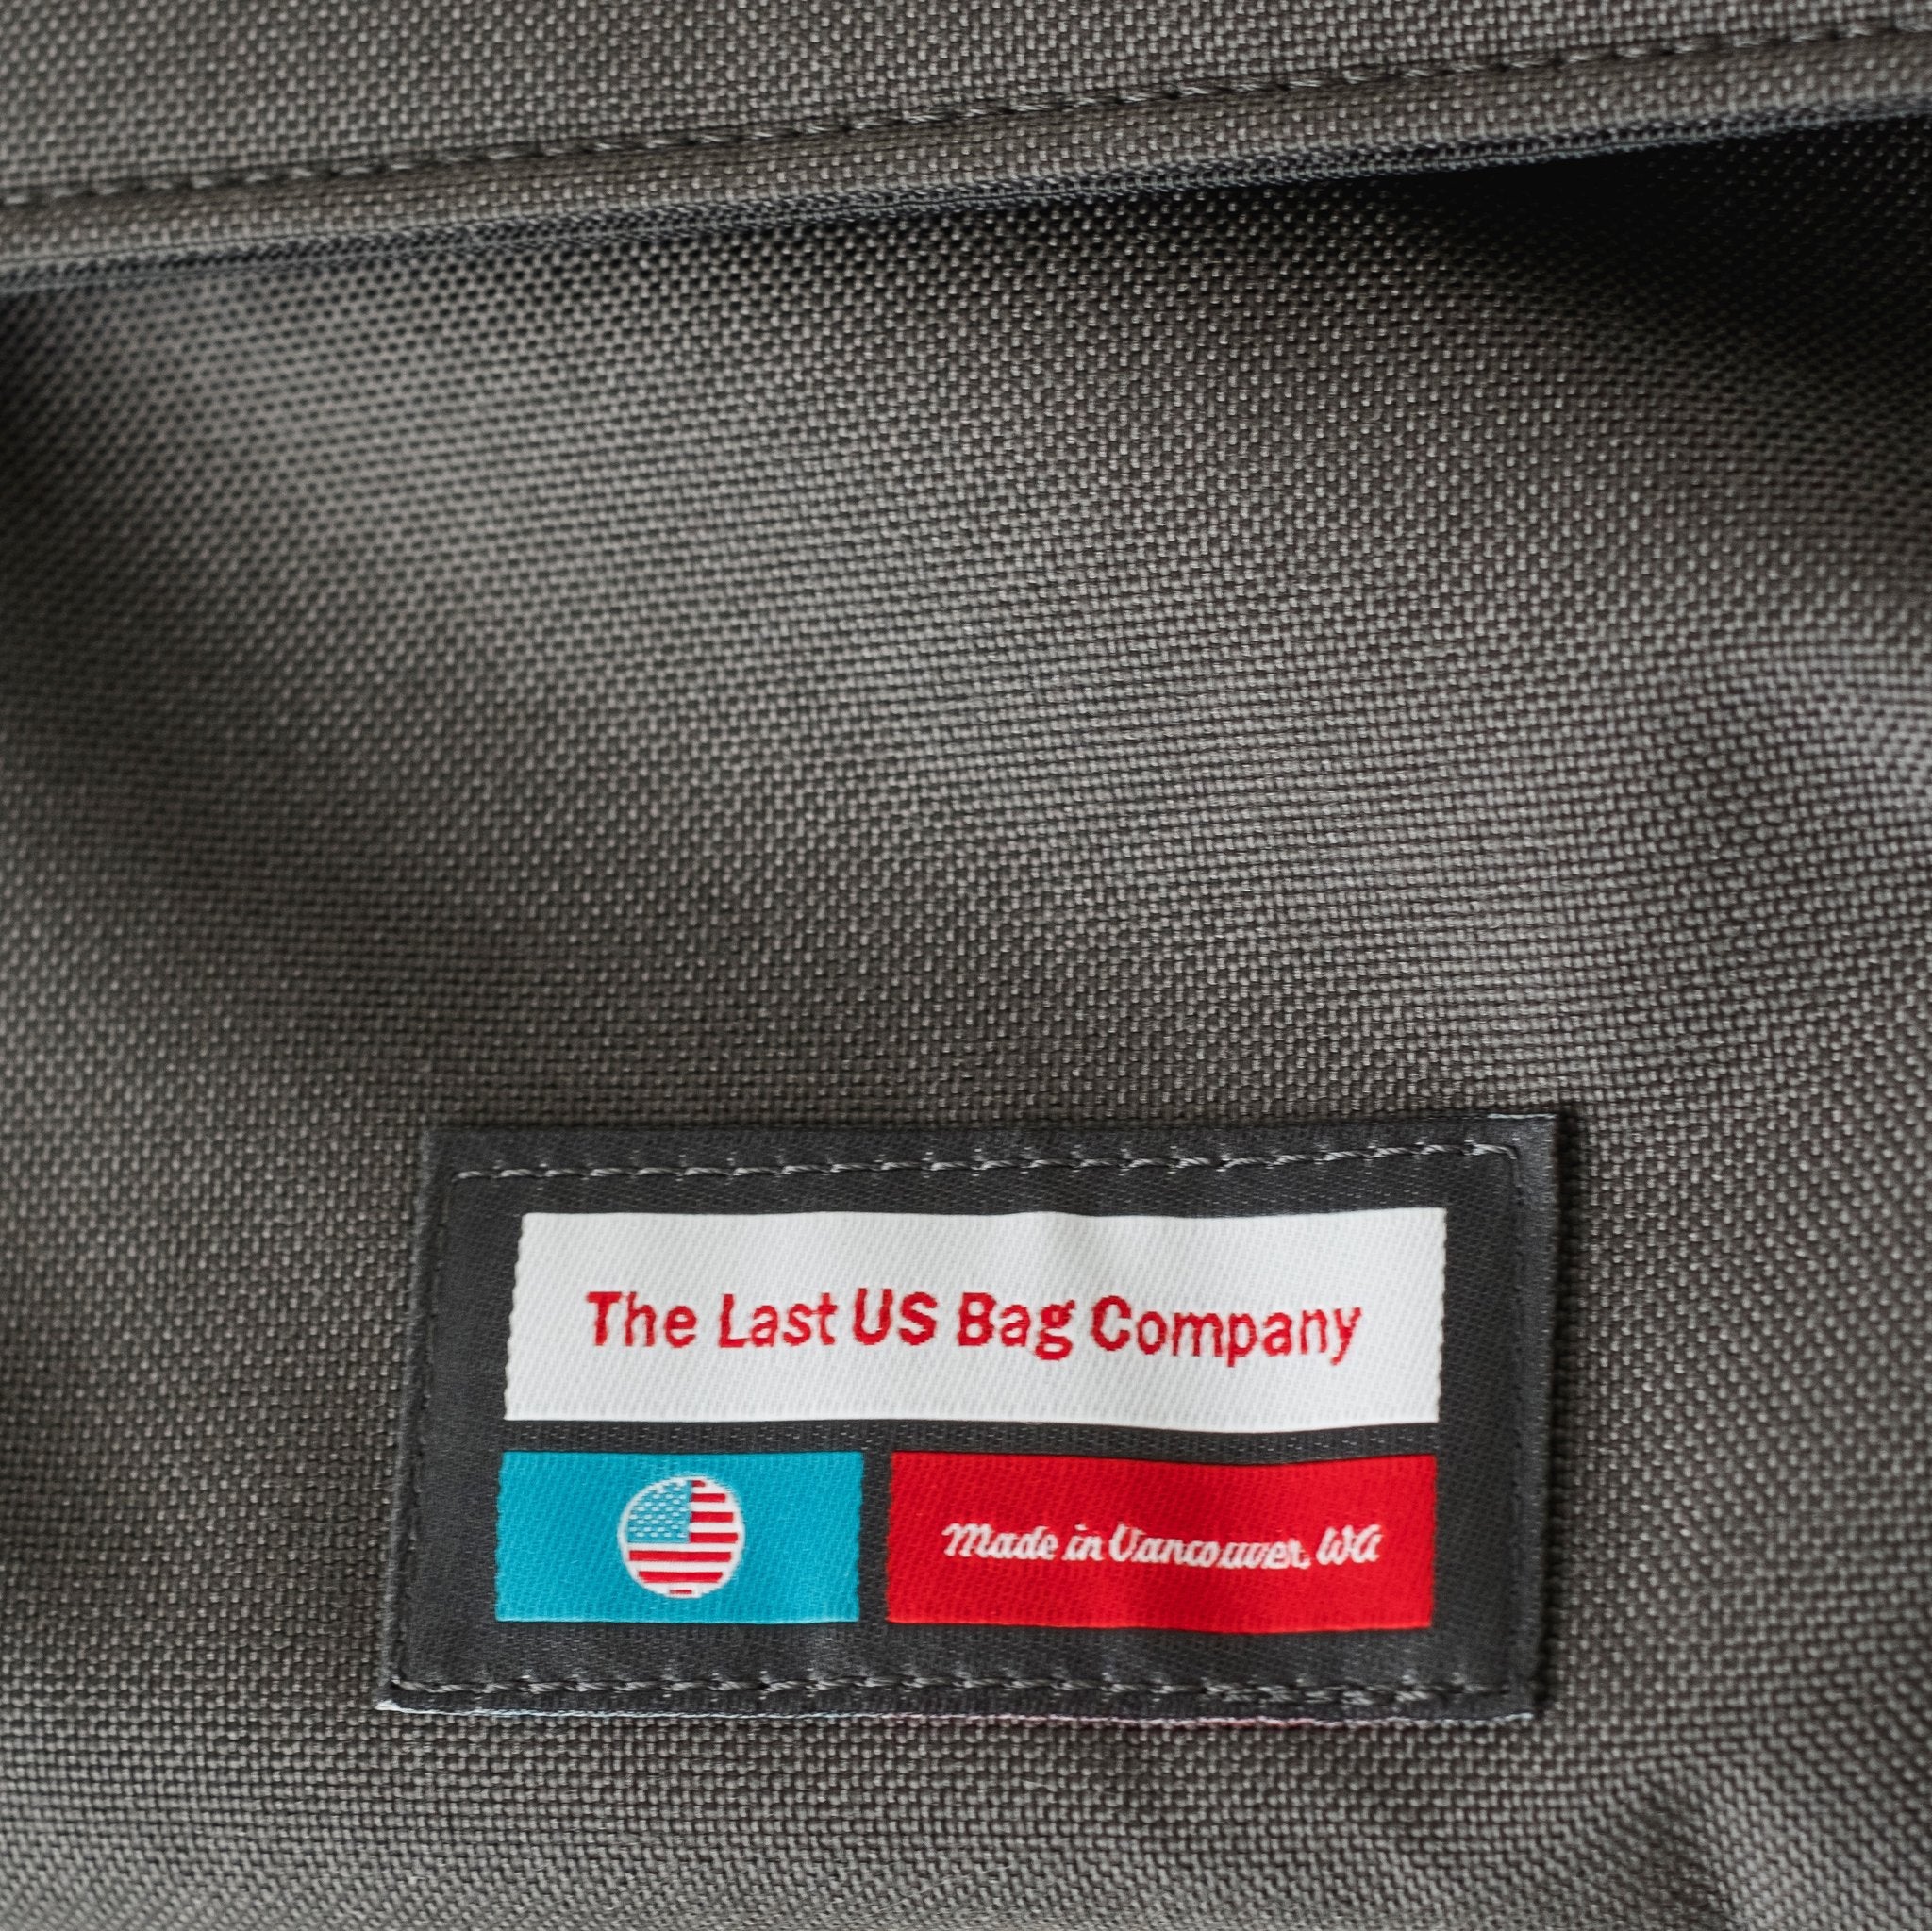 The Last US Bag Company
Made in Vancouver, WA